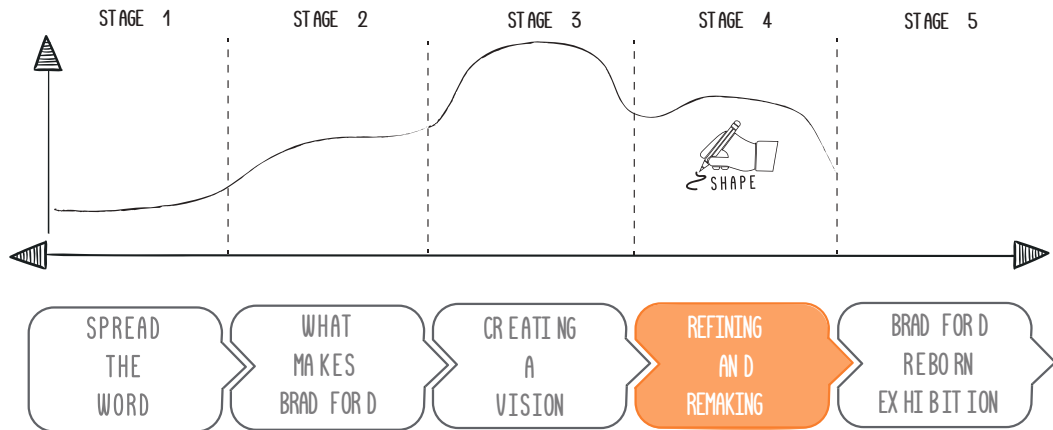 STAGE 1
STAGE 2
STAGE 3
STAGE 4
STAGE 5
SHAPE
SPREAD
THE
WORD
WHAT
MAKES
BRADFORD
CREATING
A
VISION
REFINING
AND
REMAKING
BRADFORD
REBORN
EXHIBITION